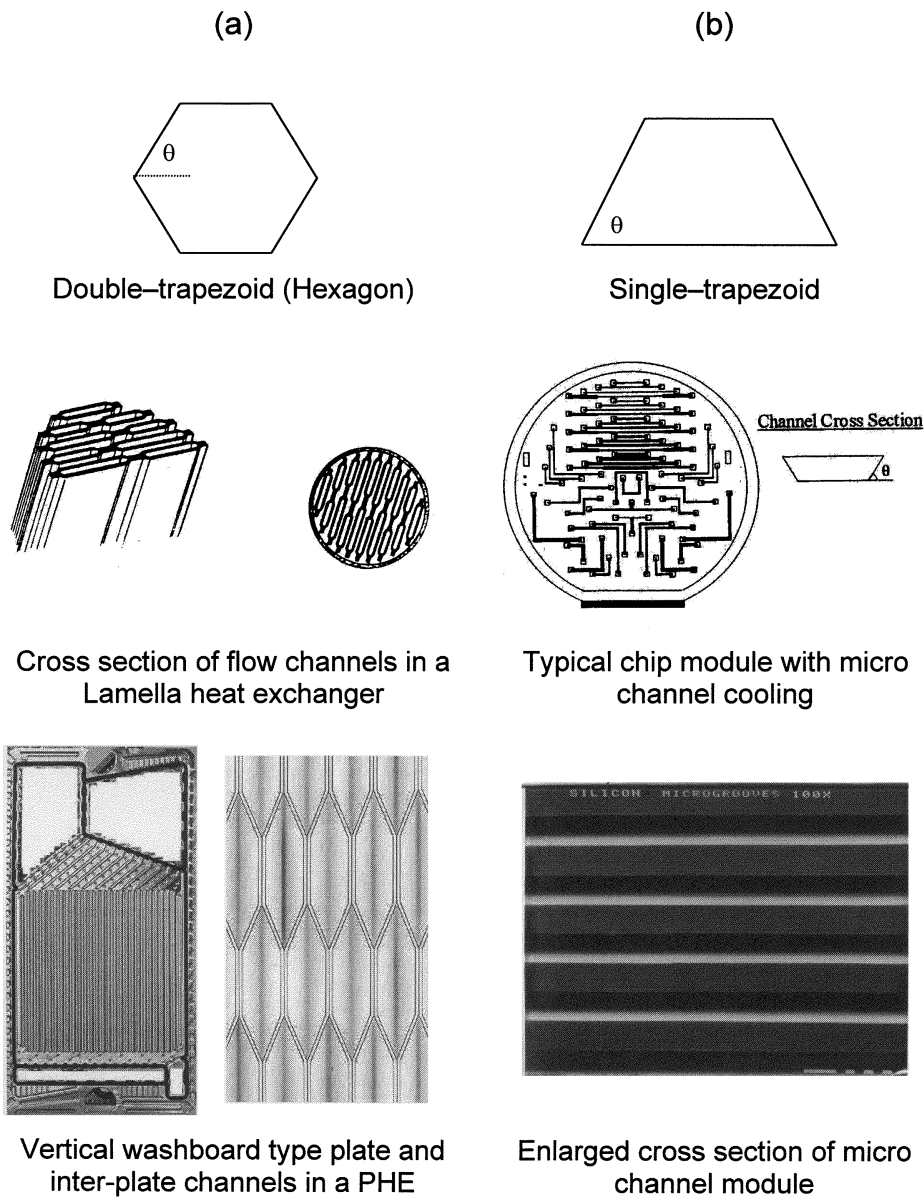 (a)
(b)
θ
θ
Double–trapezoid (Hexagon)
Single–trapezoid
Channel Cross Section
θ
Cross section of flow channels in a
Lamella heat exchanger
Typical chip module with micro
channel cooling
SILICON MICROGROOVES 100X
Vertical washboard type plate and
inter-plate channels in a PHE
Enlarged cross section of micro
channel module